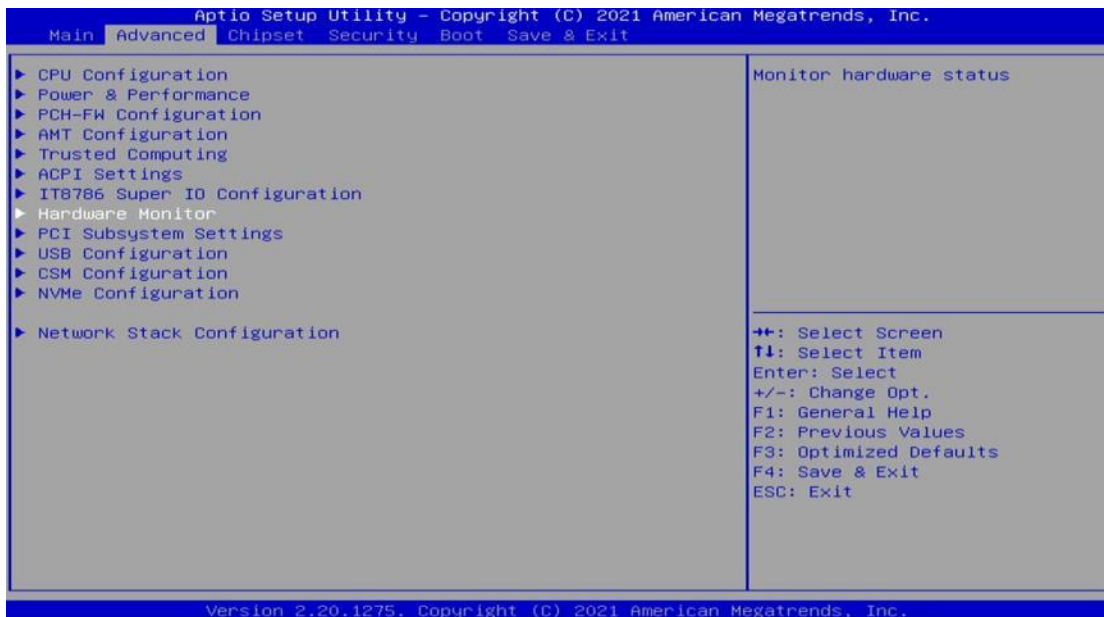 Aptio Setup Utility – Copyright (C) 2021 American Megatrends, Inc.
Main Advanced Chipset Security Boot Save & Exit
► CPU Configuration
► Power & Performance
► PCH-FW Configuration
► AMT Configuration
► Trusted Computing
► ACPI Settings
► IT8786 Super IO Configuration
► Hardware Monitor
► PCI Subsystem Settings
► USB Configuration
► CSM Configuration
► NVMe Configuration
► Network Stack Configuration
Monitor hardware status
→←: Select Screen
↑↓: Select Item
Enter: Select
+/-: Change Opt.
F1: General Help
F2: Previous Values
F3: Optimized Defaults
F4: Save & Exit
ESC: Exit
Version 2.20.1275. Copyright (C) 2021 American Megatrends, Inc.